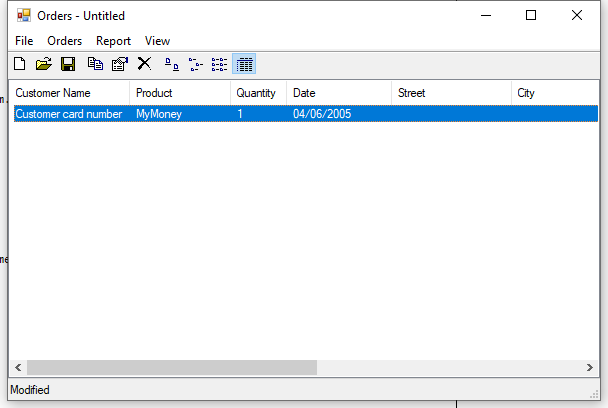 Orders - Untitled
File Orders Report View
Customer Name Product Quantity Date Street City
Customer card number MyMoney 1 04/06/2005
Modified